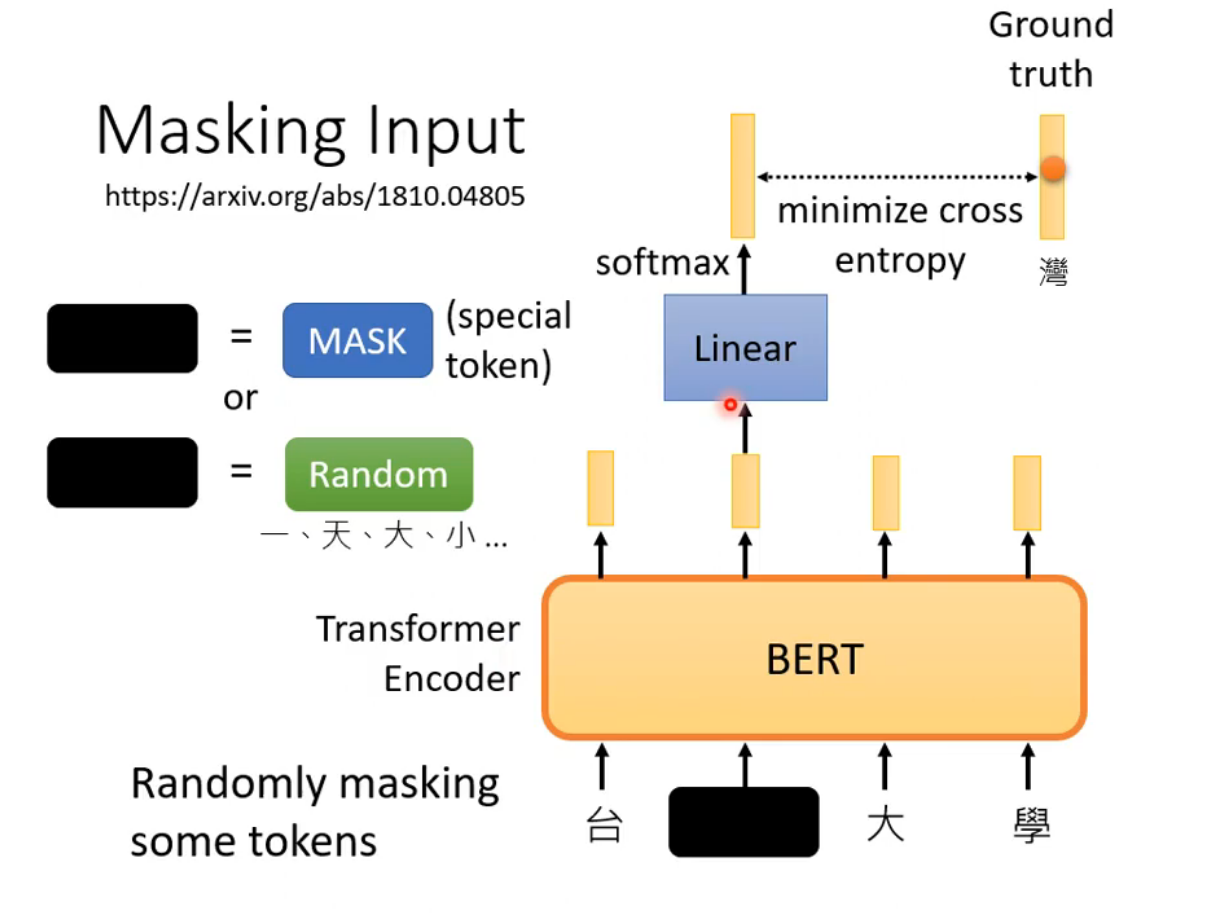 Masking Input
https://arxiv.org/abs/1810.04805
Ground
truth
minimize cross
entropy
灣
softmax
Linear
= MASK (special
token)
or
= Random
一、天、大、小 ...
Transformer
Encoder
BERT
Randomly masking
some tokens
台 大 學